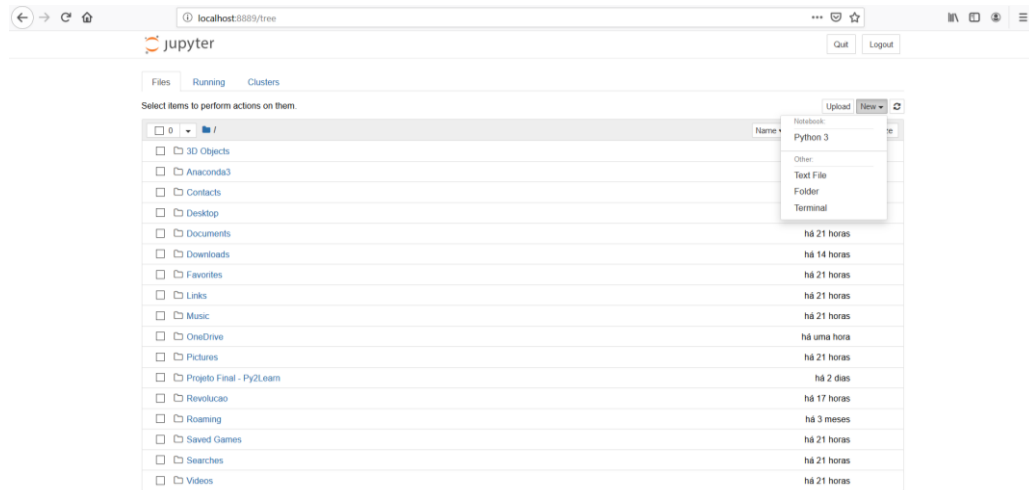 localhost:8889/tree
jupyter
Quit Logout
Files Running Clusters
Select items to perform actions on them.
Upload New
0 / Name
Notebook:
Python 3
Other:
Text File
Folder
Terminal
3D Objects
Anaconda3
Contacts
Desktop
Documents há 21 horas
Downloads há 14 horas
Favorites há 21 horas
Links há 21 horas
Music há 21 horas
OneDrive há uma hora
Pictures há 21 horas
Projeto Final - Py2Learn há 2 dias
Revolucao há 17 horas
Roaming há 3 meses
Saved Games há 21 horas
Searches há 21 horas
Videos há 21 horas